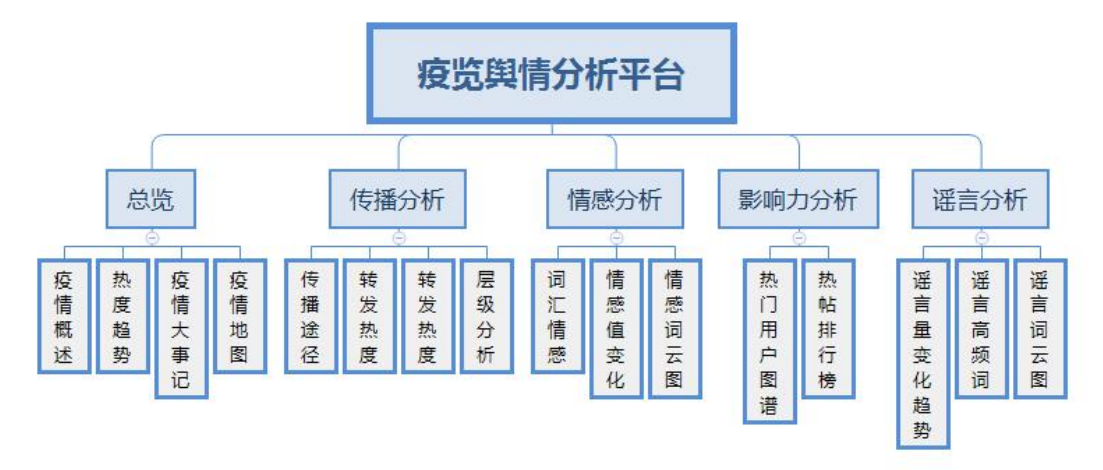 疫览舆情分析平台
总览
传播分析
情感分析
影响力分析
谣言分析
疫情概述
热度趋势
疫情大事记
疫情地图
传播途径
转发热度
转发热度
层级分析
词汇情感
情感值变化
情感词云图
热门用户图谱
热帖排行榜
谣言量变化趋势
谣言高频词
谣言词云图